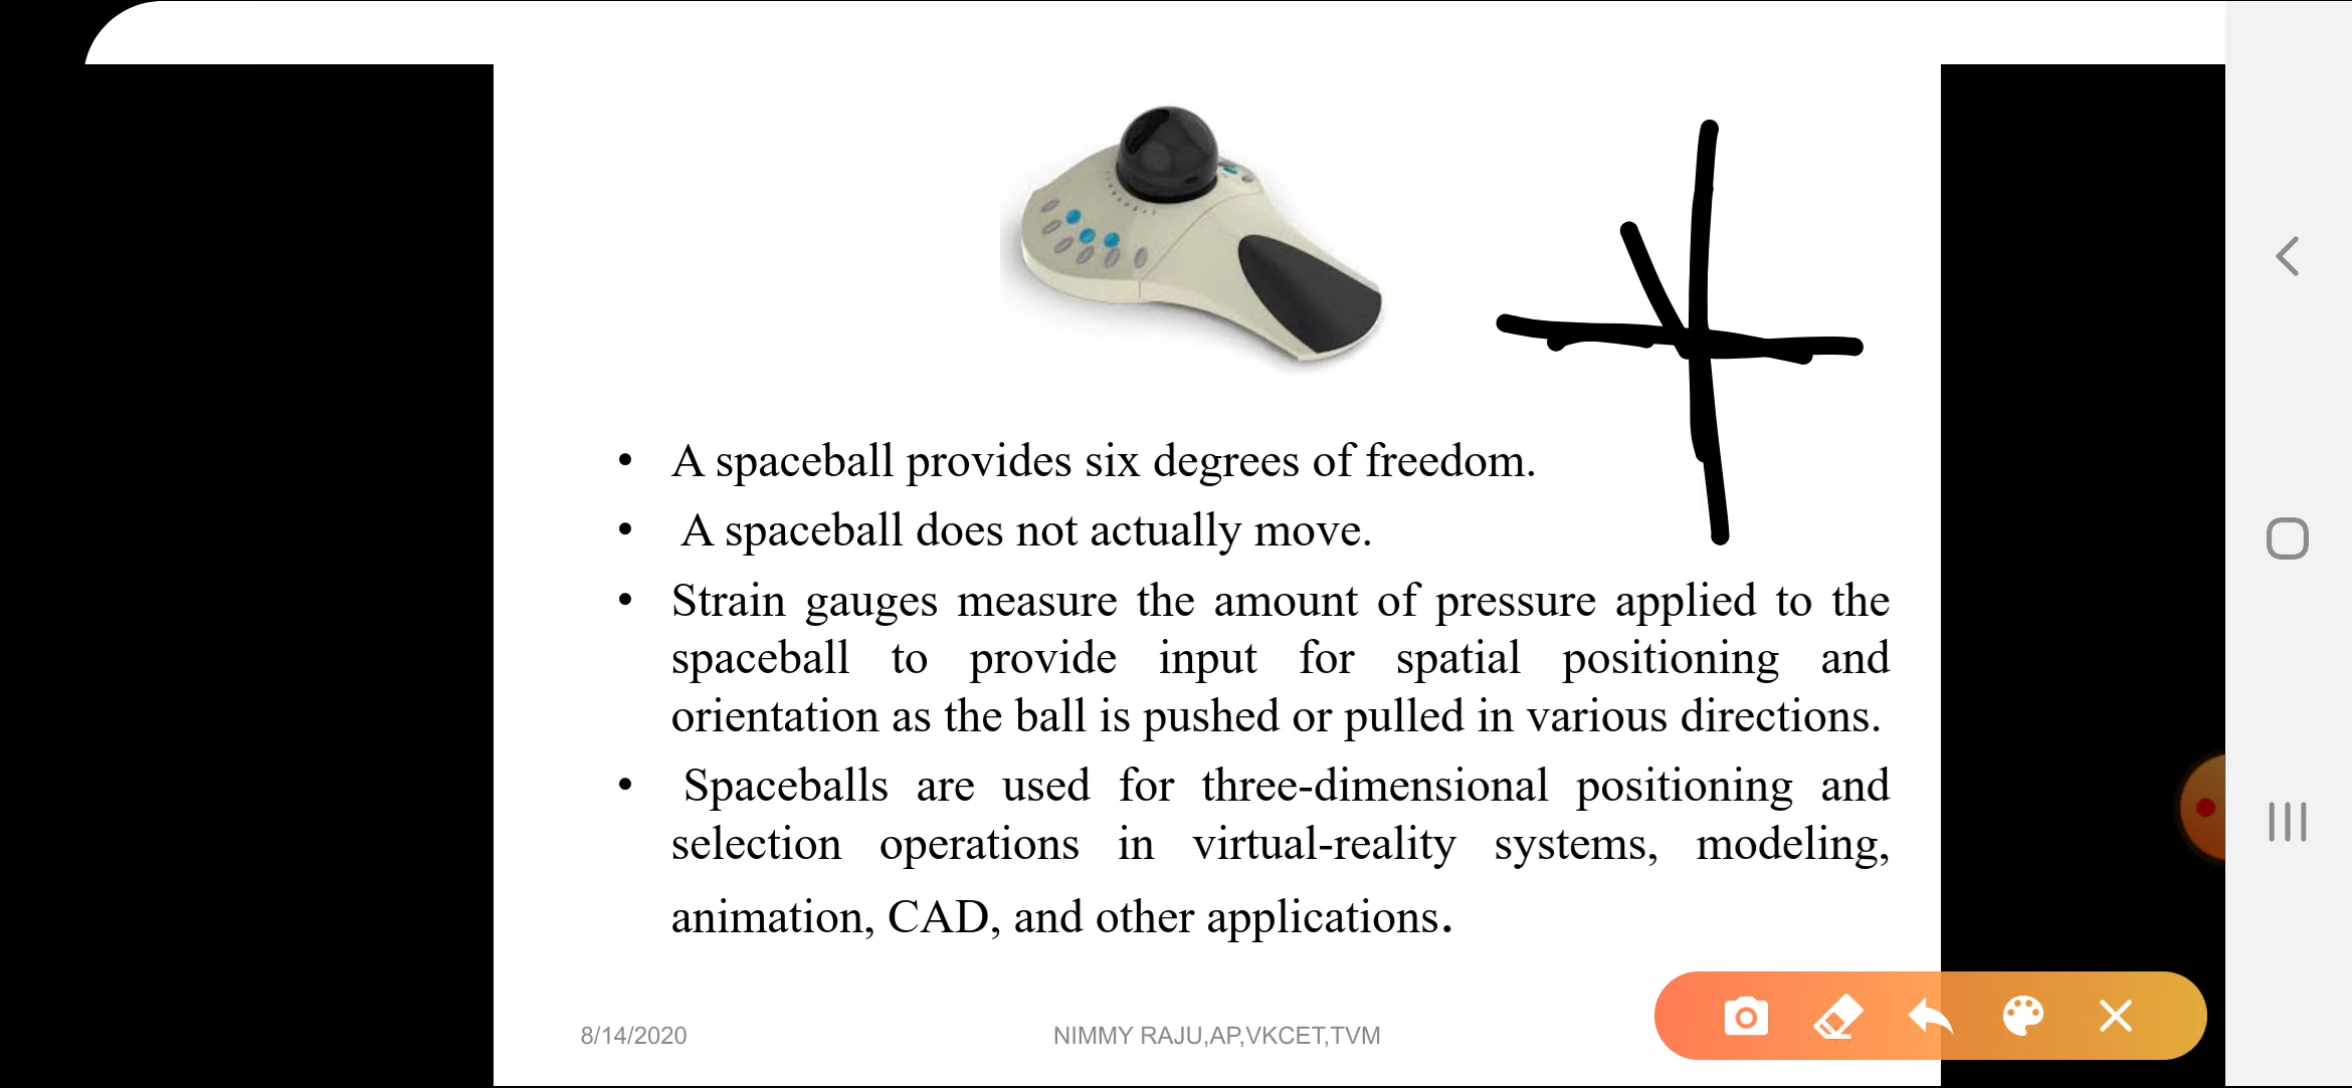 • A spaceball provides six degrees of freedom.
• A spaceball does not actually move.
• Strain gauges measure the amount of pressure applied to the
spaceball to provide input for spatial positioning and
orientation as the ball is pushed or pulled in various directions.
• Spaceballs are used for three-dimensional positioning and
selection operations in virtual-reality systems, modeling,
animation, CAD, and other applications.
8/14/2020
NIMMY RAJU,AP,VKCET,TVM